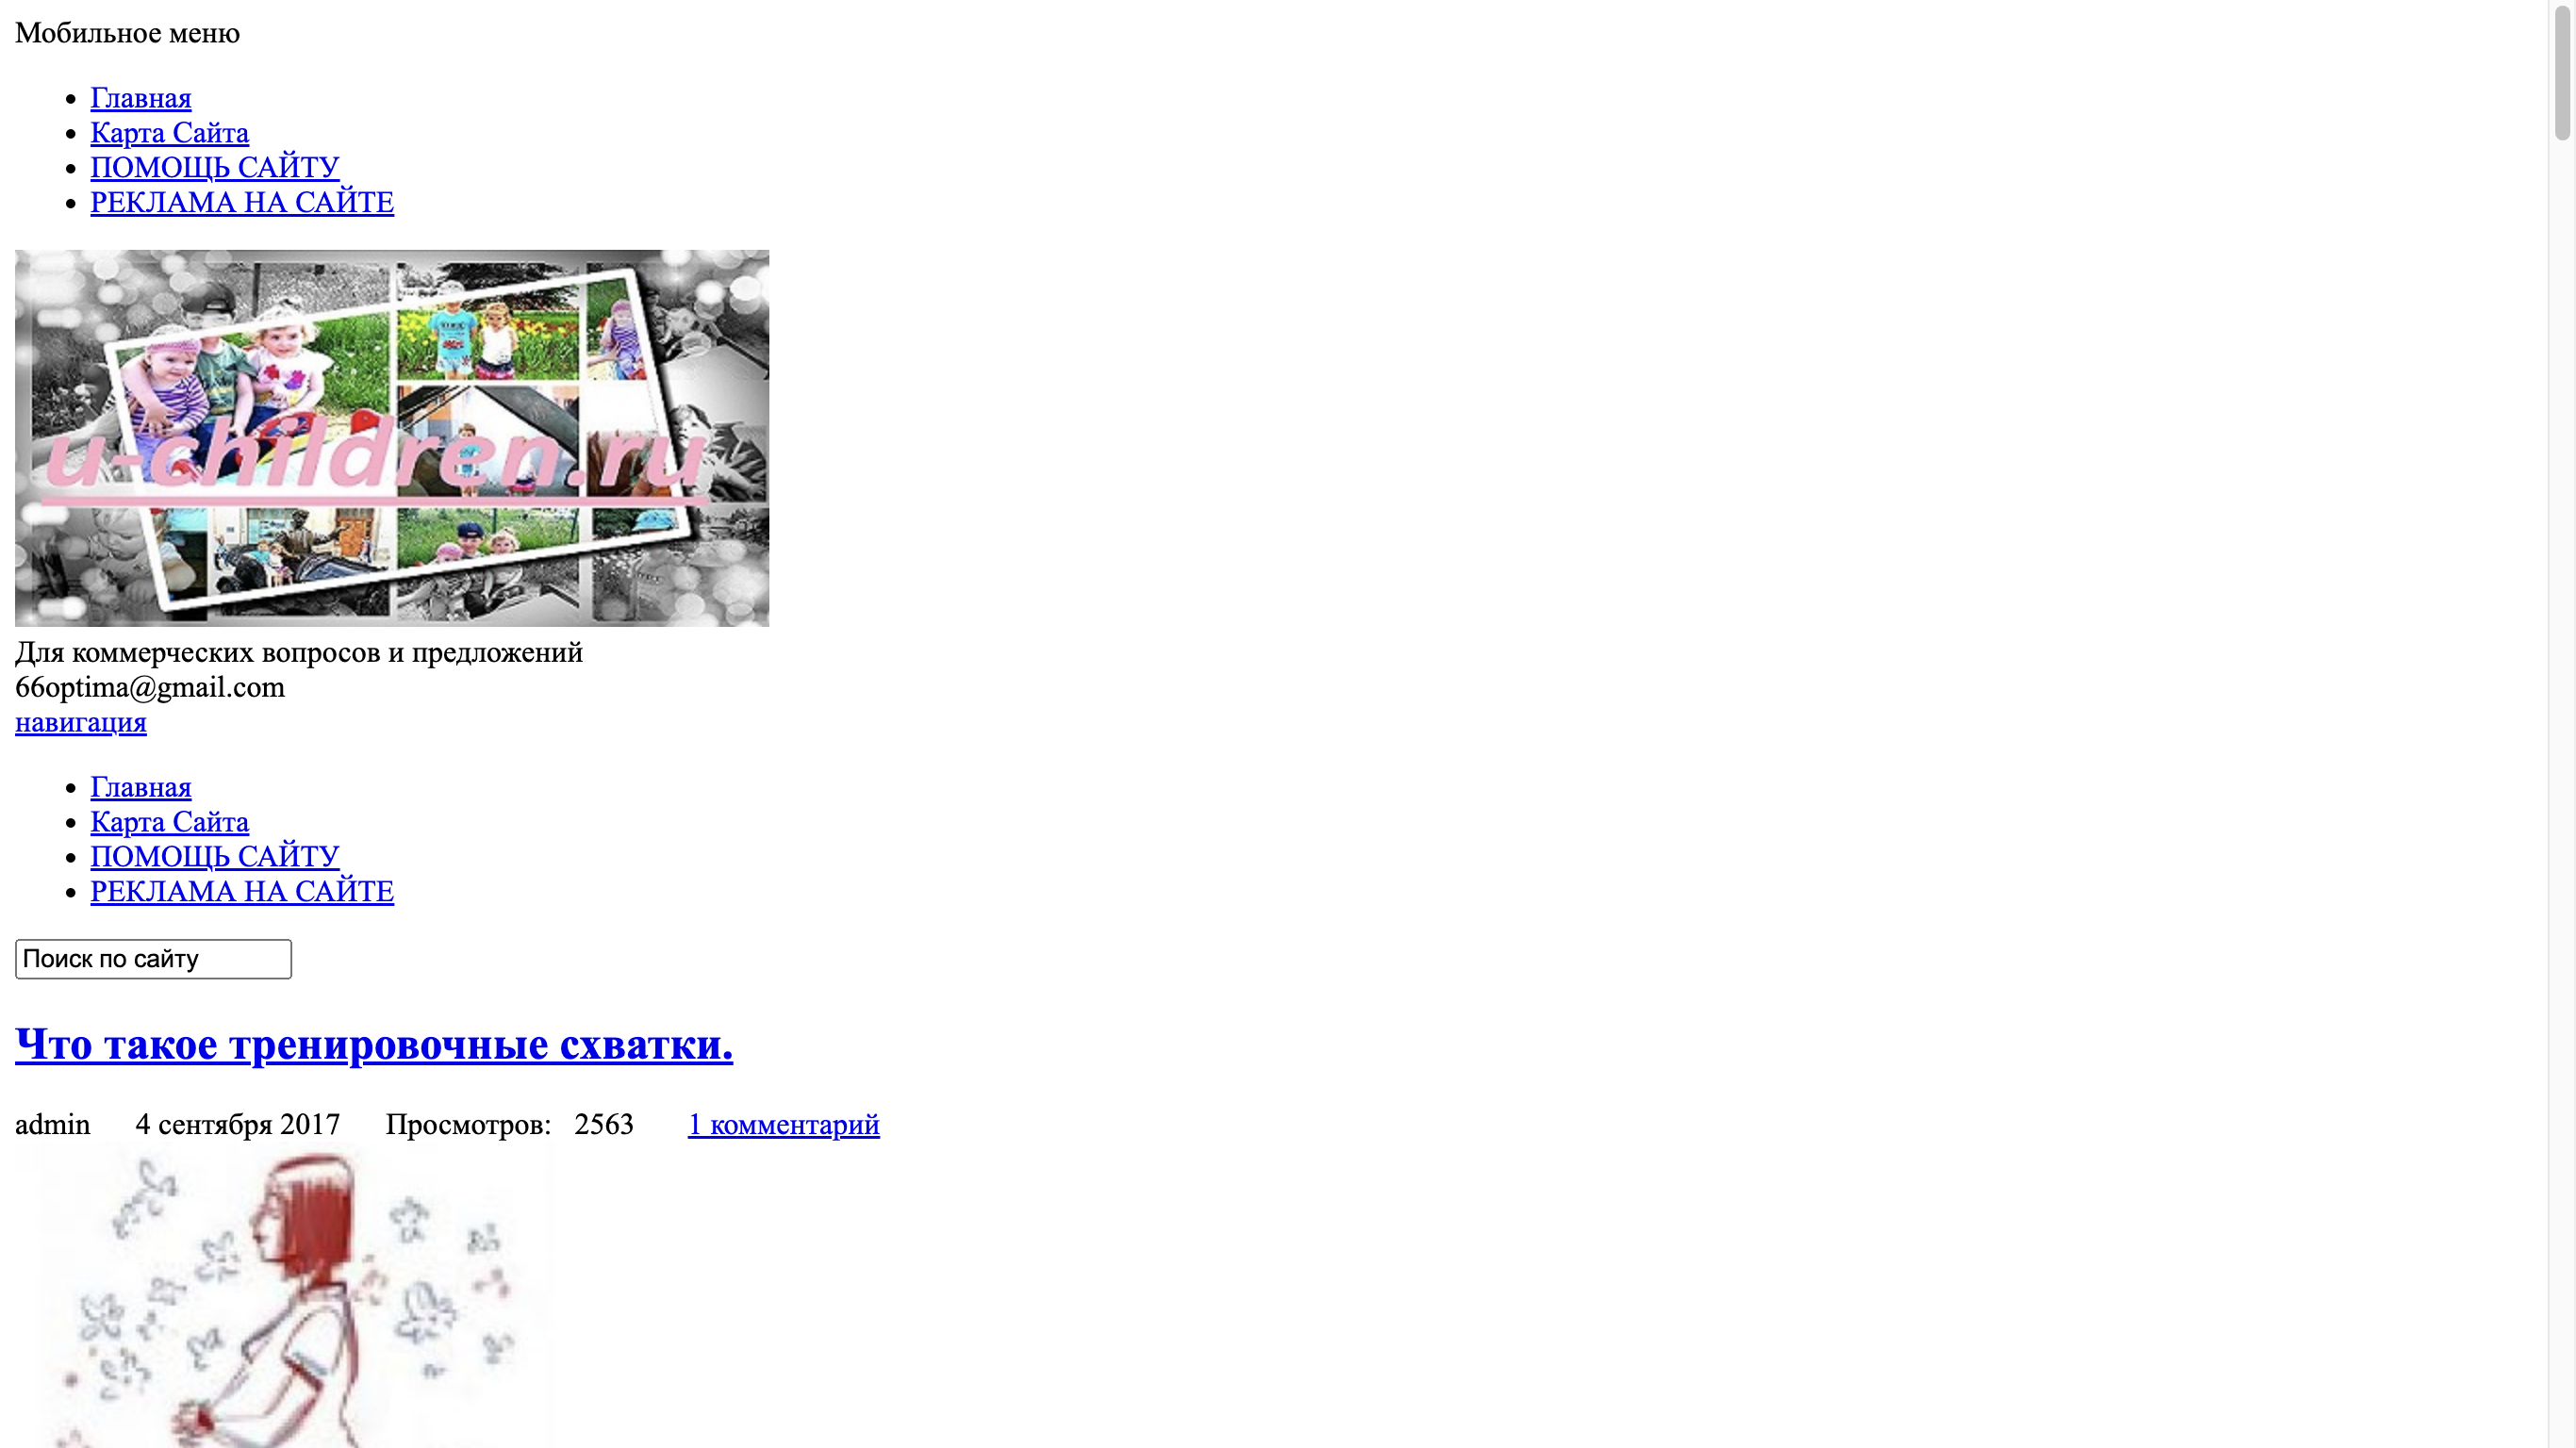 Мобильное меню
Главная
Карта Сайта
ПОМОЩЬ САЙТУ
РЕКЛАМА НА САЙТЕ
u-children.ru
Для коммерческих вопросов и предложений
66optima@gmail.com
навигация
Главная
Карта Сайта
ПОМОЩЬ САЙТУ
РЕКЛАМА НА САЙТЕ
Поиск по сайту
Что такое тренировочные схватки.
admin 4 сентября 2017 Просмотров: 2563 1 комментарий